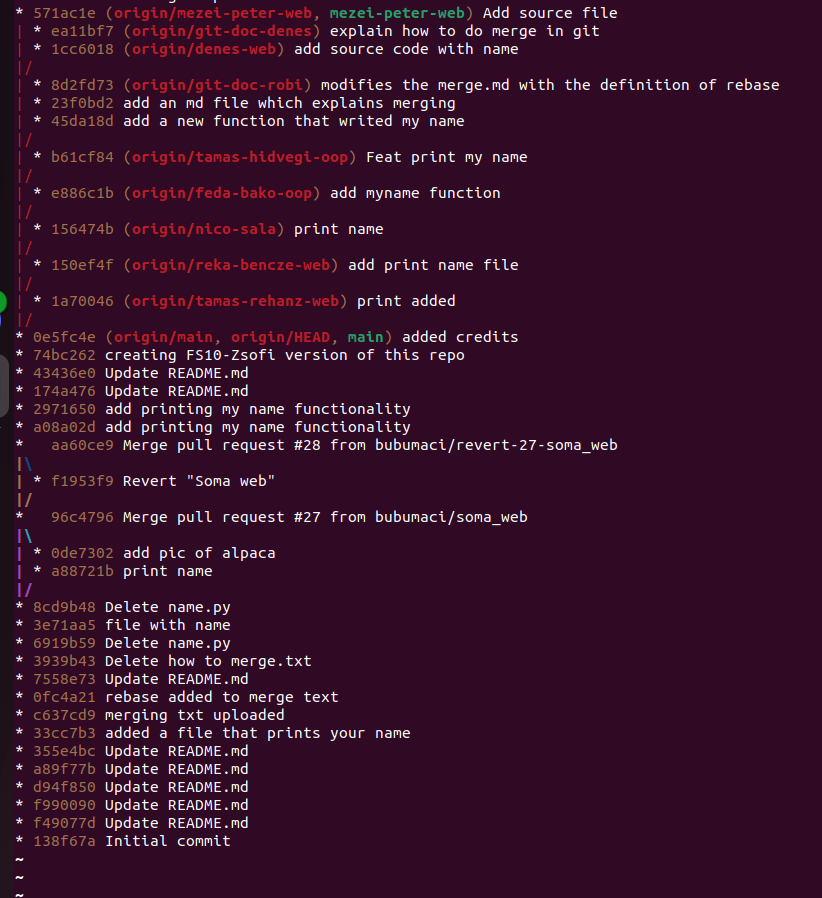 * 571ac1e (origin/mezei-peter-web, mezei-peter-web) Add source file
| * ea11bf7 (origin/git-doc-denes) explain how to do merge in git
| * 1cc6018 (origin/denes-web) add source code with name
|/
| * 8d2fd73 (origin/git-doc-robi) modifies the merge.md with the definition of rebase
| * 23f0bd2 add an md file which explains merging
| * 45da18d add a new function that writed my name
|/
| * b61cf84 (origin/tamas-hidvegi-oop) Feat print my name
|/
| * e886c1b (origin/feda-bako-oop) add myname function
|/
| * 156474b (origin/nico-sala) print name
|/
| * 150ef4f (origin/reka-bencze-web) add print name file
|/
| * 1a70046 (origin/tamas-rehanz-web) print added
|/
* 0e5fc4e (origin/main, origin/HEAD, main) added credits
* 74bc262 creating FS10-Zsofi version of this repo
* 43436e0 Update README.md
* 174a476 Update README.md
* 2971650 add printing my name functionality
* a08a02d add printing my name functionality
*   aa60ce9 Merge pull request #28 from bubumaci/revert-27-soma_web
|\
| * f1953f9 Revert "Soma web"
|/
*   96c4796 Merge pull request #27 from bubumaci/soma_web
|\
| * 0de7302 add pic of alpaca
| * a88721b print name
|/
* 8cd9b48 Delete name.py
* 3e71aa5 file with name
* 6919b59 Delete name.py
* 3939b43 Delete how to merge.txt
* 7558e73 Update README.md
* 0fc4a21 rebase added to merge text
* c637cd9 merging txt uploaded
* 33cc7b3 added a file that prints your name
* 355e4bc Update README.md
* a89f77b Update README.md
* d94f850 Update README.md
* f990090 Update README.md
* f49077d Update README.md
* 138f67a Initial commit
~
~
~